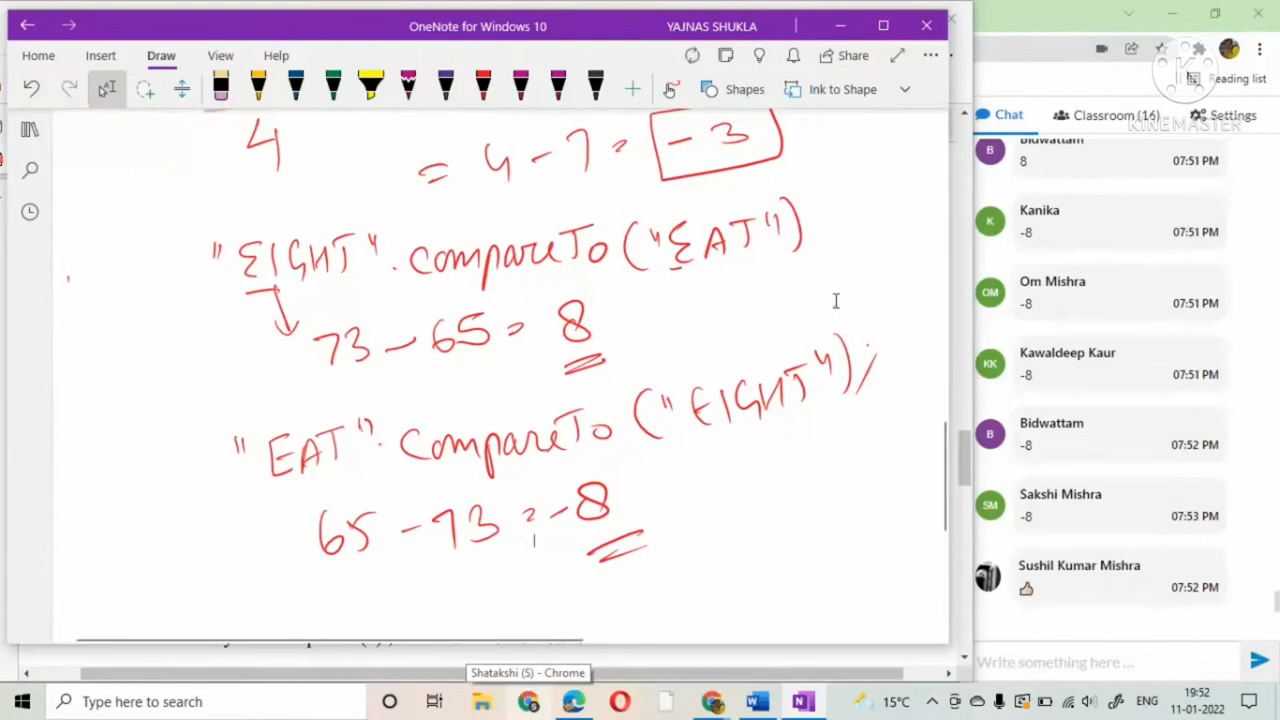 OneNote for Windows 10
YAJNAS SHUKLA
Home Insert Draw View Help
Share
Shapes
Ink to Shape
4
= 4 - 7 = -3
"EIGHT".compareTo("EAT")
73 - 65 = 8
"EAT".compareTo("EIGHT");
65 - 73 = -8
Shatakshi (S) - Chrome
Reading list
KINEMASTER
Chat Classroom (16) Settings
B Bidwattam
8 07:51 PM
K Kanika
-8 07:51 PM
OM Om Mishra
-8 07:51 PM
KK Kawaldeep Kaur
-8 07:51 PM
B Bidwattam
-8 07:52 PM
SM Sakshi Mishra
-8 07:53 PM
Sushil Kumar Mishra
👍🏻 07:52 PM
Write something here ...
Type here to search
15°C
ENG
19:52
11-01-2022